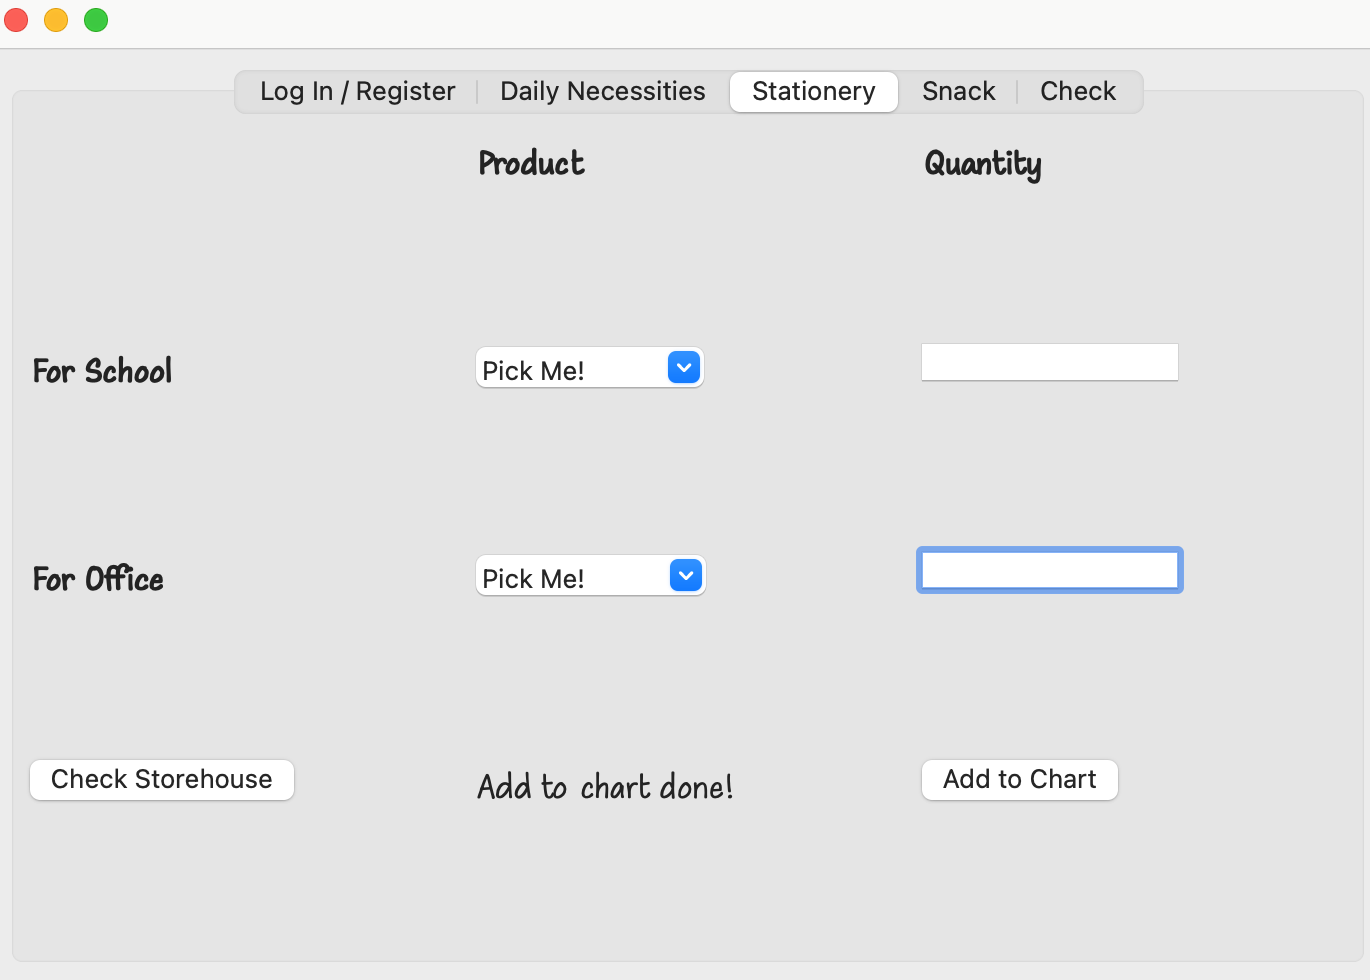 Log In / Register Daily Necessities Stationery Snack Check
Product Quantity
For School Pick Me!
For Office Pick Me!
Check Storehouse Add to chart done! Add to Chart